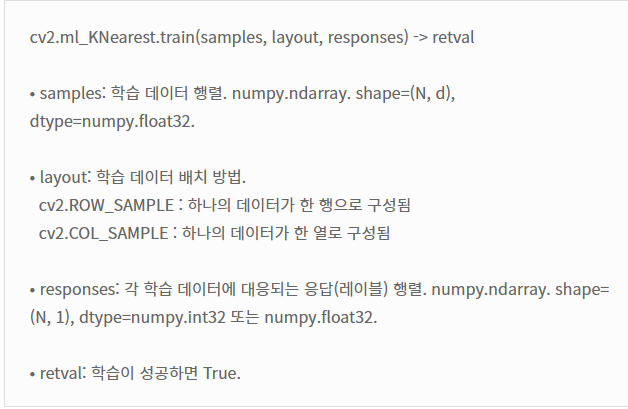 cv2.ml_KNearest.train(samples, layout, responses) -> retval
• samples: 학습 데이터 행렬. numpy.ndarray. shape=(N, d),
dtype=numpy.float32.
• layout: 학습 데이터 배치 방법.
cv2.ROW_SAMPLE : 하나의 데이터가 한 행으로 구성됨
cv2.COL_SAMPLE : 하나의 데이터가 한 열로 구성됨
• responses: 각 학습 데이터에 대응되는 응답(레이블) 행렬. numpy.ndarray. shape=
(N, 1), dtype=numpy.int32 또는 numpy.float32.
• retval: 학습이 성공하면 True.